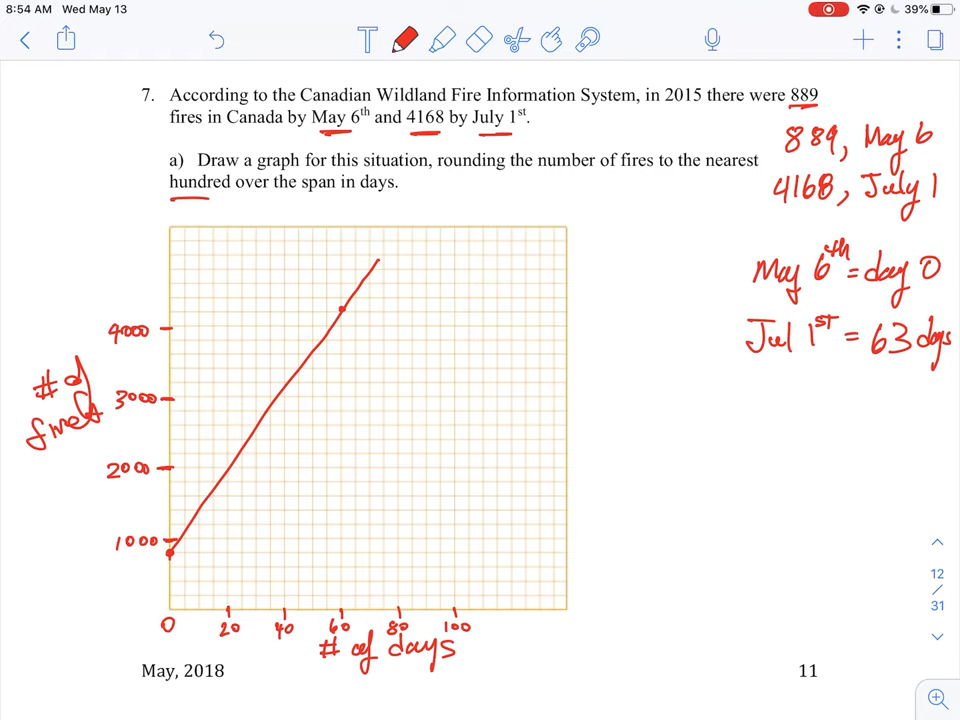 8:54 AM Wed May 13
39%
7. According to the Canadian Wildland Fire Information System, in 2015 there were 889
fires in Canada by May 6th and 4168 by July 1st.
a) Draw a graph for this situation, rounding the number of fires to the nearest
hundred over the span in days.
889, May 6
4168, July 1
May 6th = day 0
Jul 1st = 63 days
4000
3000
2000
1000
# of
0
20
40
60
80
100
# of days
May, 2018
11
12
/
31